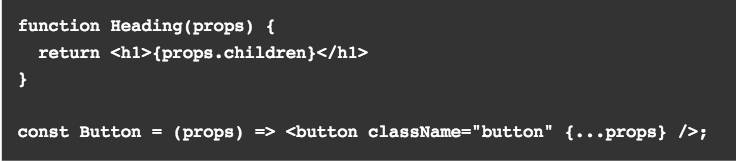 function Heading(props) {
  return <h1>{props.children}</h1>
}
const Button = (props) => <button className="button" {...props} />;